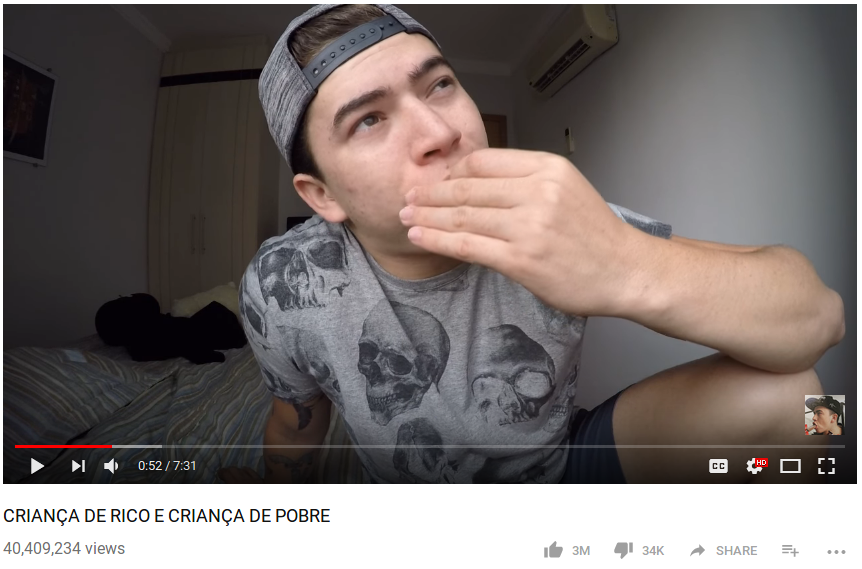 0:52 / 7:31 CC HD
CRIANÇA DE RICO E CRIANÇA DE POBRE
40,409,234 views 3M 34K SHARE